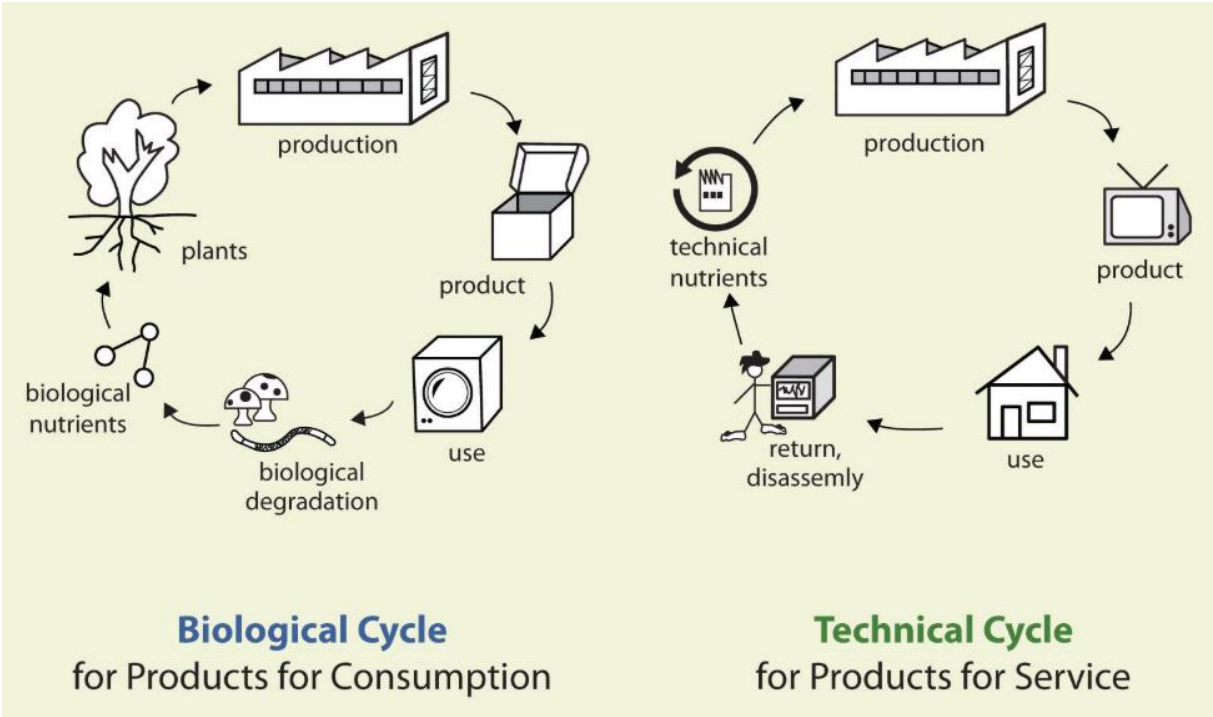 production
plants
product
biological
nutrients
use
biological
degradation
production
technical
nutrients
product
return,
disassemly
use
Biological Cycle
for Products for Consumption
Technical Cycle
for Products for Service